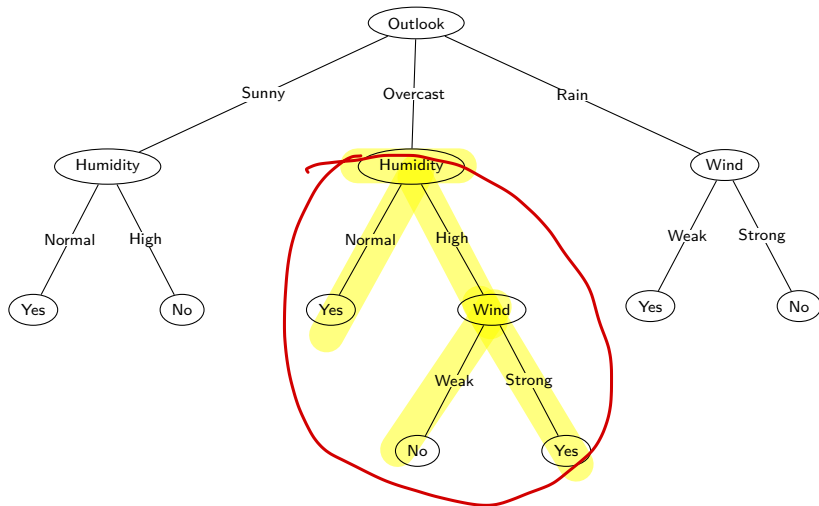 Outlook
Sunny Overcast Rain
Humidity Humidity Wind
Normal High Normal High Weak Strong
Yes No Yes Wind Yes No
Weak Strong
No Yes